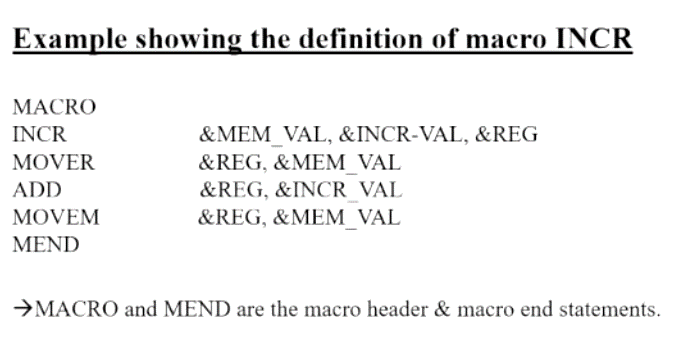 Example showing the definition of macro INCR
MACRO
INCR &MEM_VAL, &INCR-VAL, &REG
MOVER &REG, &MEM_VAL
ADD &REG, &INCR_VAL
MOVEM &REG, &MEM_VAL
MEND
→MACRO and MEND are the macro header & macro end statements.